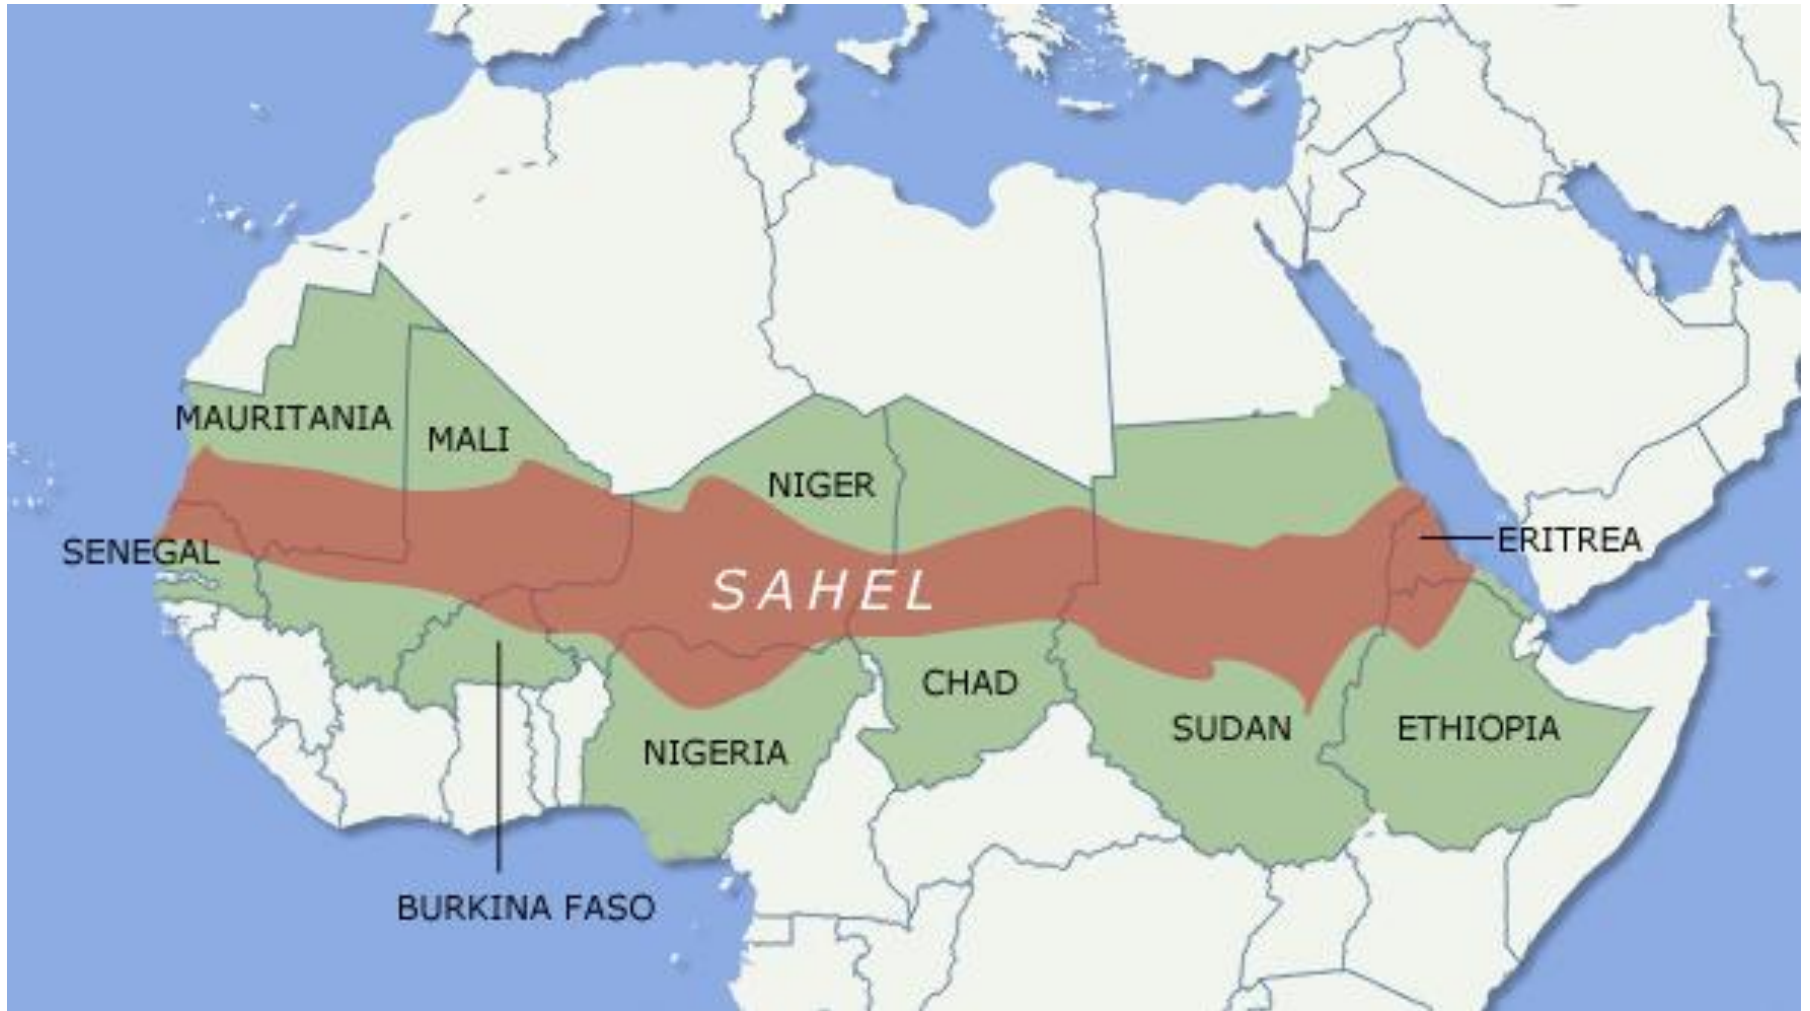 MAURITANIA
MALI
NIGER
SENEGAL
ERITREA
SAHEL
CHAD
SUDAN
ETHIOPIA
NIGERIA
BURKINA FASO